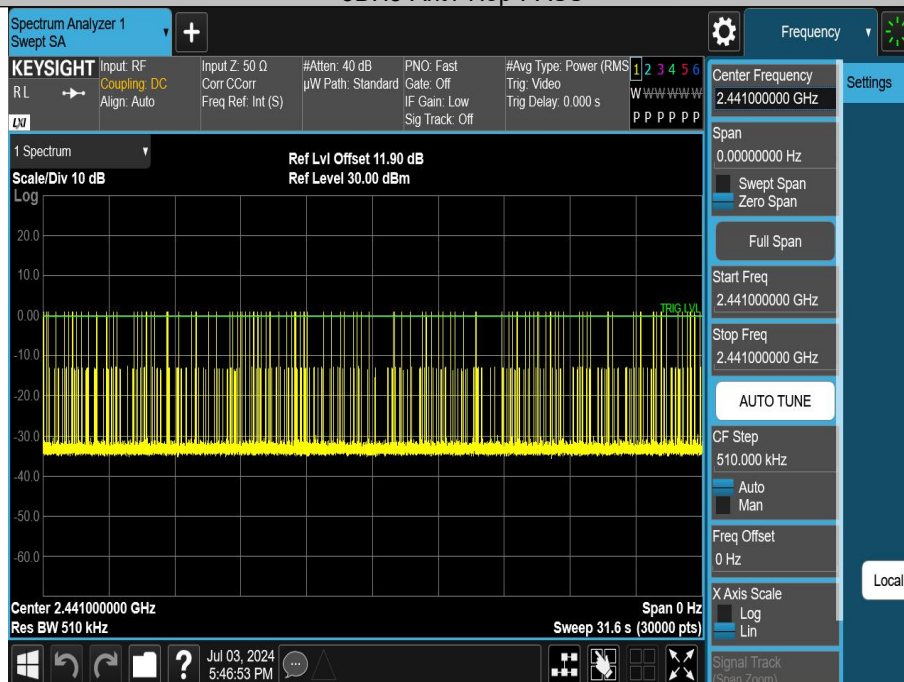 Spectrum Analyzer 1
Swept SA
+
Frequency
KEYSIGHT
RL
LXI
Input: RF
Coupling: DC
Align: Auto
Input Z: 50 Ω
Corr CCorr
Freq Ref: Int (S)
#Atten: 40 dB
µW Path: Standard
PNO: Fast
Gate: Off
IF Gain: Low
Sig Track: Off
#Avg Type: Power (RMS
Trig: Video
Trig Delay: 0.000 s
1 2 3 4 5 6
W W W W W W
P P P P P P
1 Spectrum
Scale/Div 10 dB
Log
Ref Lvl Offset 11.90 dB
Ref Level 30.00 dBm
20.0
10.0
0.00
TRIG LVL
-10.0
-20.0
-30.0
-40.0
-50.0
-60.0
Center 2.441000000 GHz
Res BW 510 kHz
Span 0 Hz
Sweep 31.6 s (30000 pts)
Center Frequency
2.441000000 GHz
Settings
Span
0.00000000 Hz
Swept Span
Zero Span
Full Span
Start Freq
2.441000000 GHz
Stop Freq
2.441000000 GHz
AUTO TUNE
CF Step
510.000 kHz
Auto
Man
Freq Offset
0 Hz
X Axis Scale
Log
Lin
Local
Signal Track
(Span Zoom)
?
Jul 03, 2024
5:46:53 PM